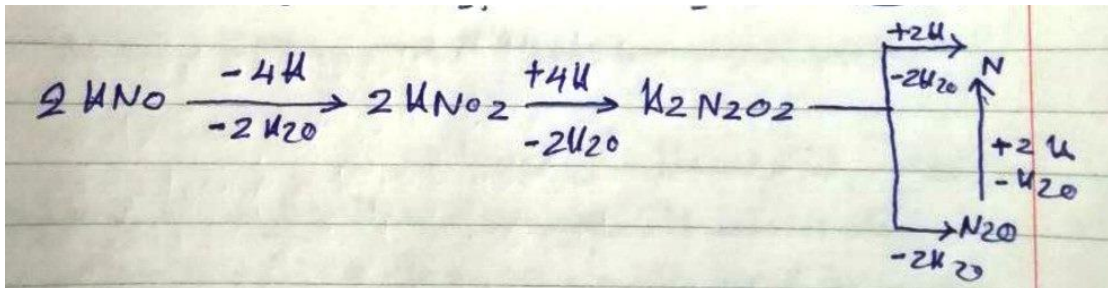 +2H
2 HNO -4H -2H2O 2 HNO2 +4H -2H2O H2N2O2 -2H2O N
+2H
-H2O
N2O
-2H2O